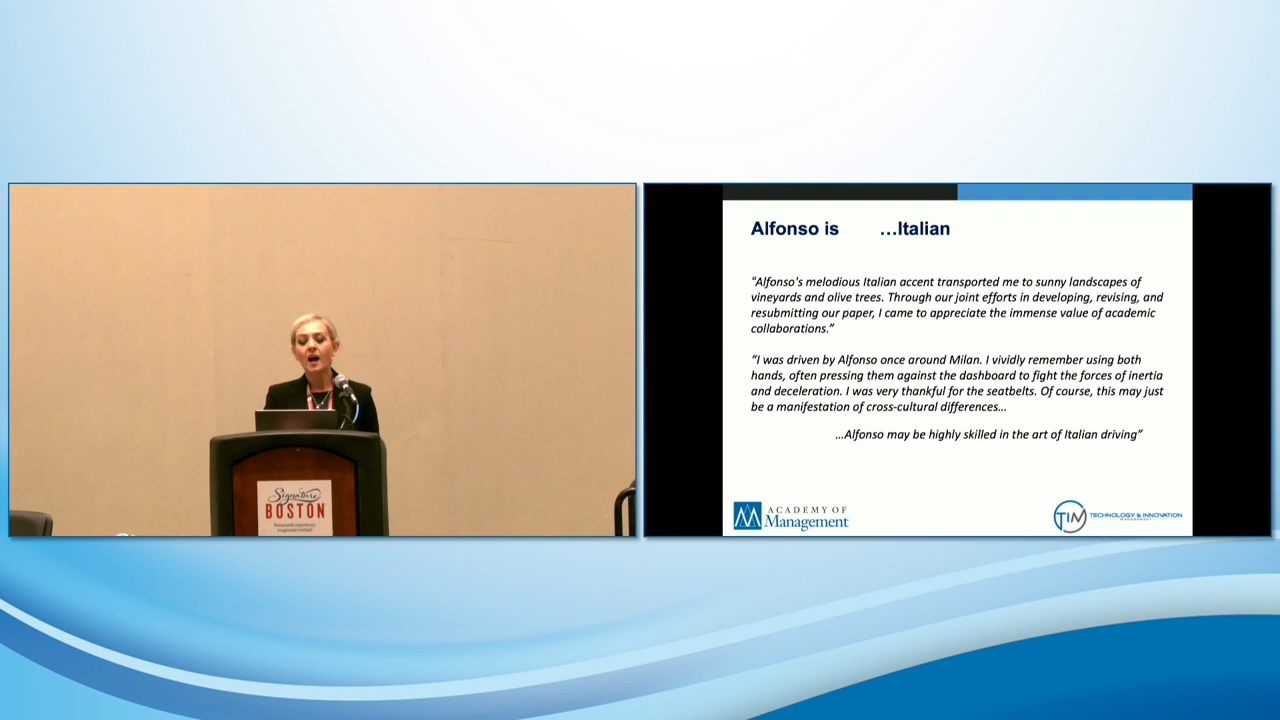 Alfonso is …Italian
“Alfonso's melodious Italian accent transported me to sunny landscapes of
vineyards and olive trees. Through our joint efforts in developing, revising, and
resubmitting our paper, I came to appreciate the immense value of academic
collaborations.”
“I was driven by Alfonso once around Milan. I vividly remember using both
hands, often pressing them against the dashboard to fight the forces of inertia
and deceleration. I was very thankful for the seatbelts. Of course, this may just
be a manifestation of cross-cultural differences…
…Alfonso may be highly skilled in the art of Italian driving”
Signature
BOSTON
ACADEMY OF
Management
TIM
TECHNOLOGY & INNOVATION
MANAGEMENT